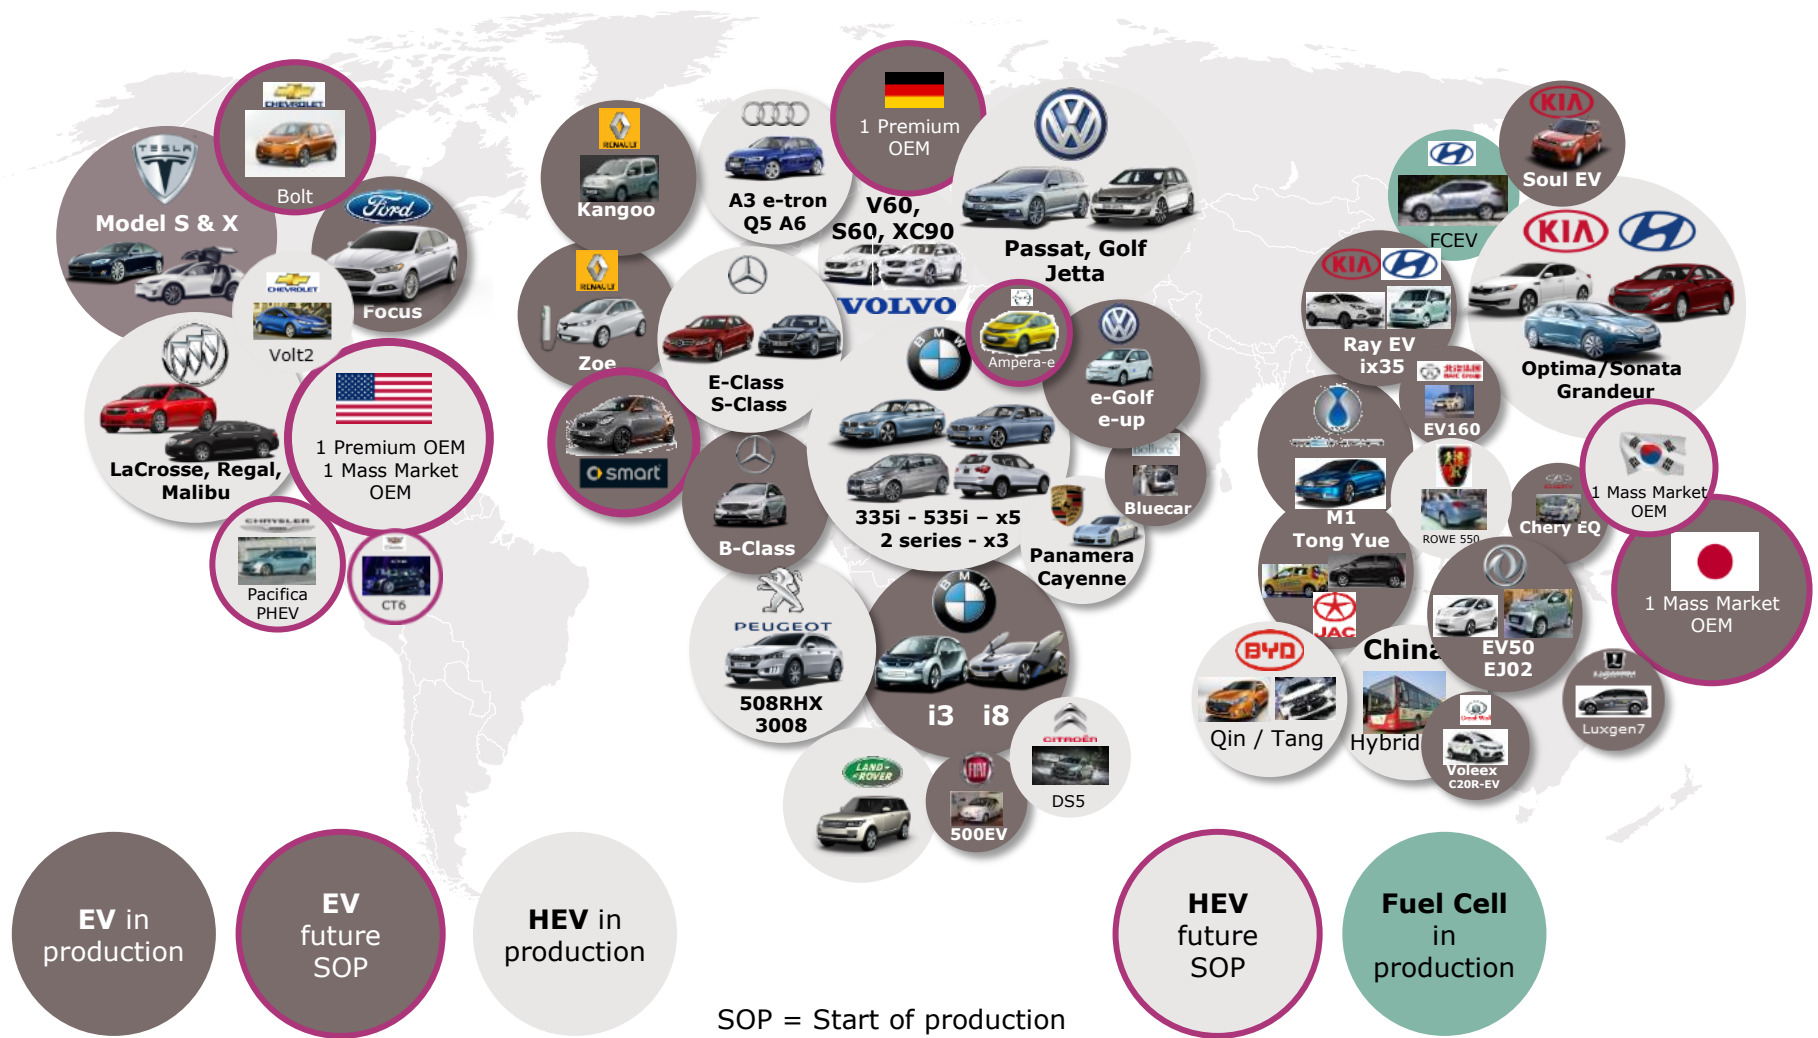 CHEVROLET
Bolt
TESLA
Model S & X
Ford
Focus
CHEVROLET
Volt2
LaCrosse, Regal,
Malibu
1 Premium OEM
1 Mass Market
OEM
CHRYSLER
Pacifica
PHEV
CT6
RENAULT
Kangoo
A3 e-tron
Q5 A6
1 Premium
OEM
V60,
S60, XC90
VOLVO
Passat, Golf
Jetta
RENAULT
Zoe
E-Class
S-Class
Ampera-e
e-Golf
e-up
smart
B-Class
BMW
335i - 535i – x5
2 series - x3
Bluecar
Panamera
Cayenne
PEUGEOT
508RHX
3008
BMW
i3 i8
CITROËN
DS5
LAND-
ROVER
FIAT
500EV
KIA
Soul EV
FCEV
KIA
Ray EV
ix35
KIA
Optima/Sonata
Grandeur
EV160
M1
Tong Yue
JAC
ROWE 550
Chery EQ
1 Mass Market
OEM
1 Mass Market
OEM
EV50
EJ02
BYD
Qin / Tang
China
Hybrid
Voleex
C20R-EV
Luxgen7
EV in
production
EV
future
SOP
HEV in
production
HEV
future
SOP
Fuel Cell
in
production
SOP = Start of production